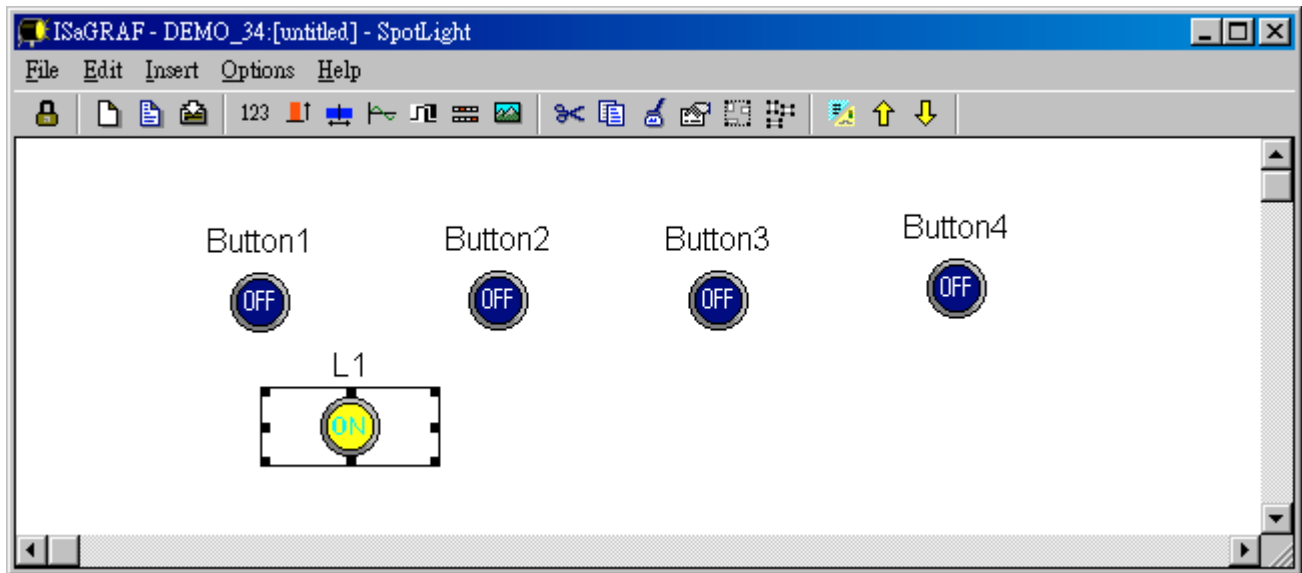 ISaGRAF - DEMO_34:[untitled] - SpotLight
File Edit Insert Options Help
123
Button1 Button2 Button3 Button4
OFF OFF OFF OFF
L1
ON